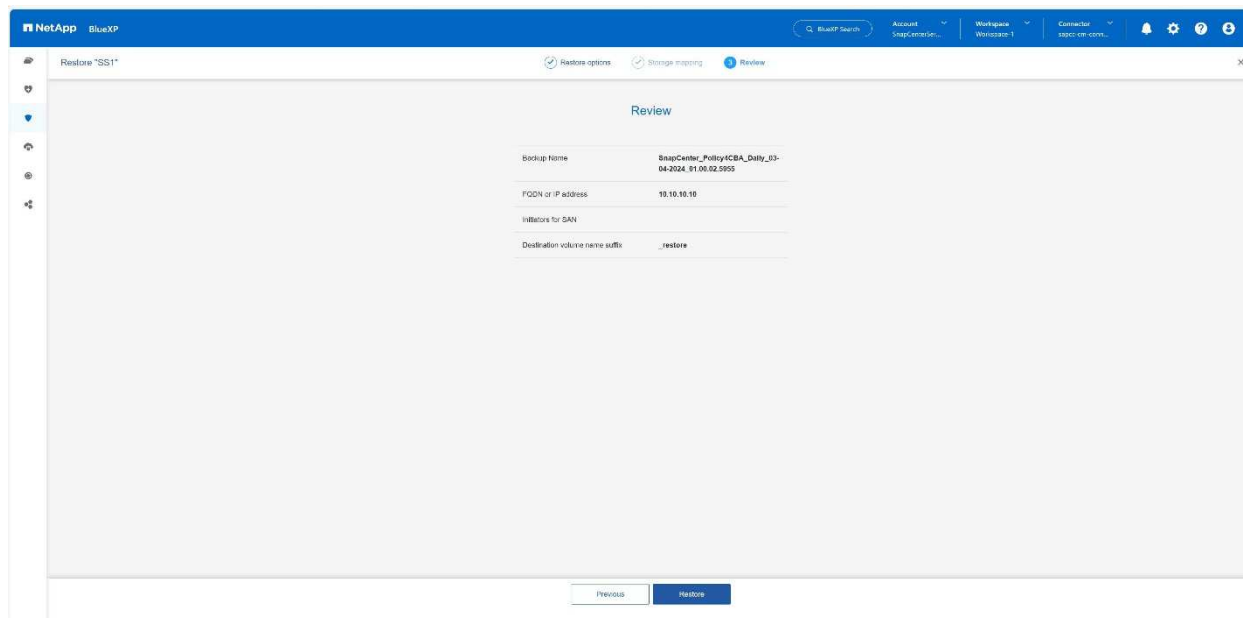 NetApp BlueXP
BlueXP Search
Account
SnapCenterSer...
Workspace
Workspace-1
Connector
sapcc-cm-conn...
Restore "SS1"
Restore options
Storage mapping
3 Review
Review
Backup Name
SnapCenter_Policy4CBA_Daily_03-
04-2024_01.00.02.5955
FQDN or IP address
10.10.10.10
Initiators for SAN
Destination volume name suffix
_restore
Previous
Restore